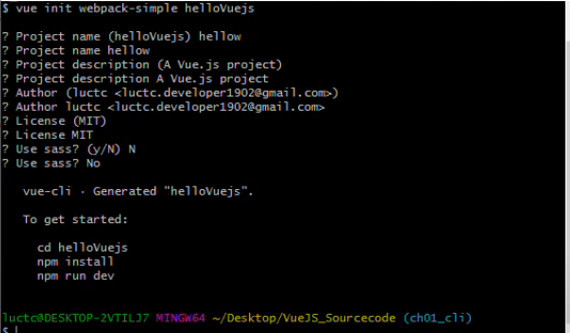 $ vue init webpack-simple helloVuejs
? Project name (helloVuejs) hellow
? Project name hellow
? Project description (A Vue.js project)
? Project description A Vue.js project
? Author (luctc <luctc.developer1902@gmail.com>)
? Author luctc <luctc.developer1902@gmail.com>
? License (MIT)
? License MIT
? Use sass? (y/N) N
? Use sass? No
vue-cli · Generated "helloVuejs".
To get started:
cd helloVuejs
npm install
npm run dev
luctc@DESKTOP-2VTILJ7 MINGW64 ~/Desktop/VueJS_Sourcecode (ch01_cli)
$